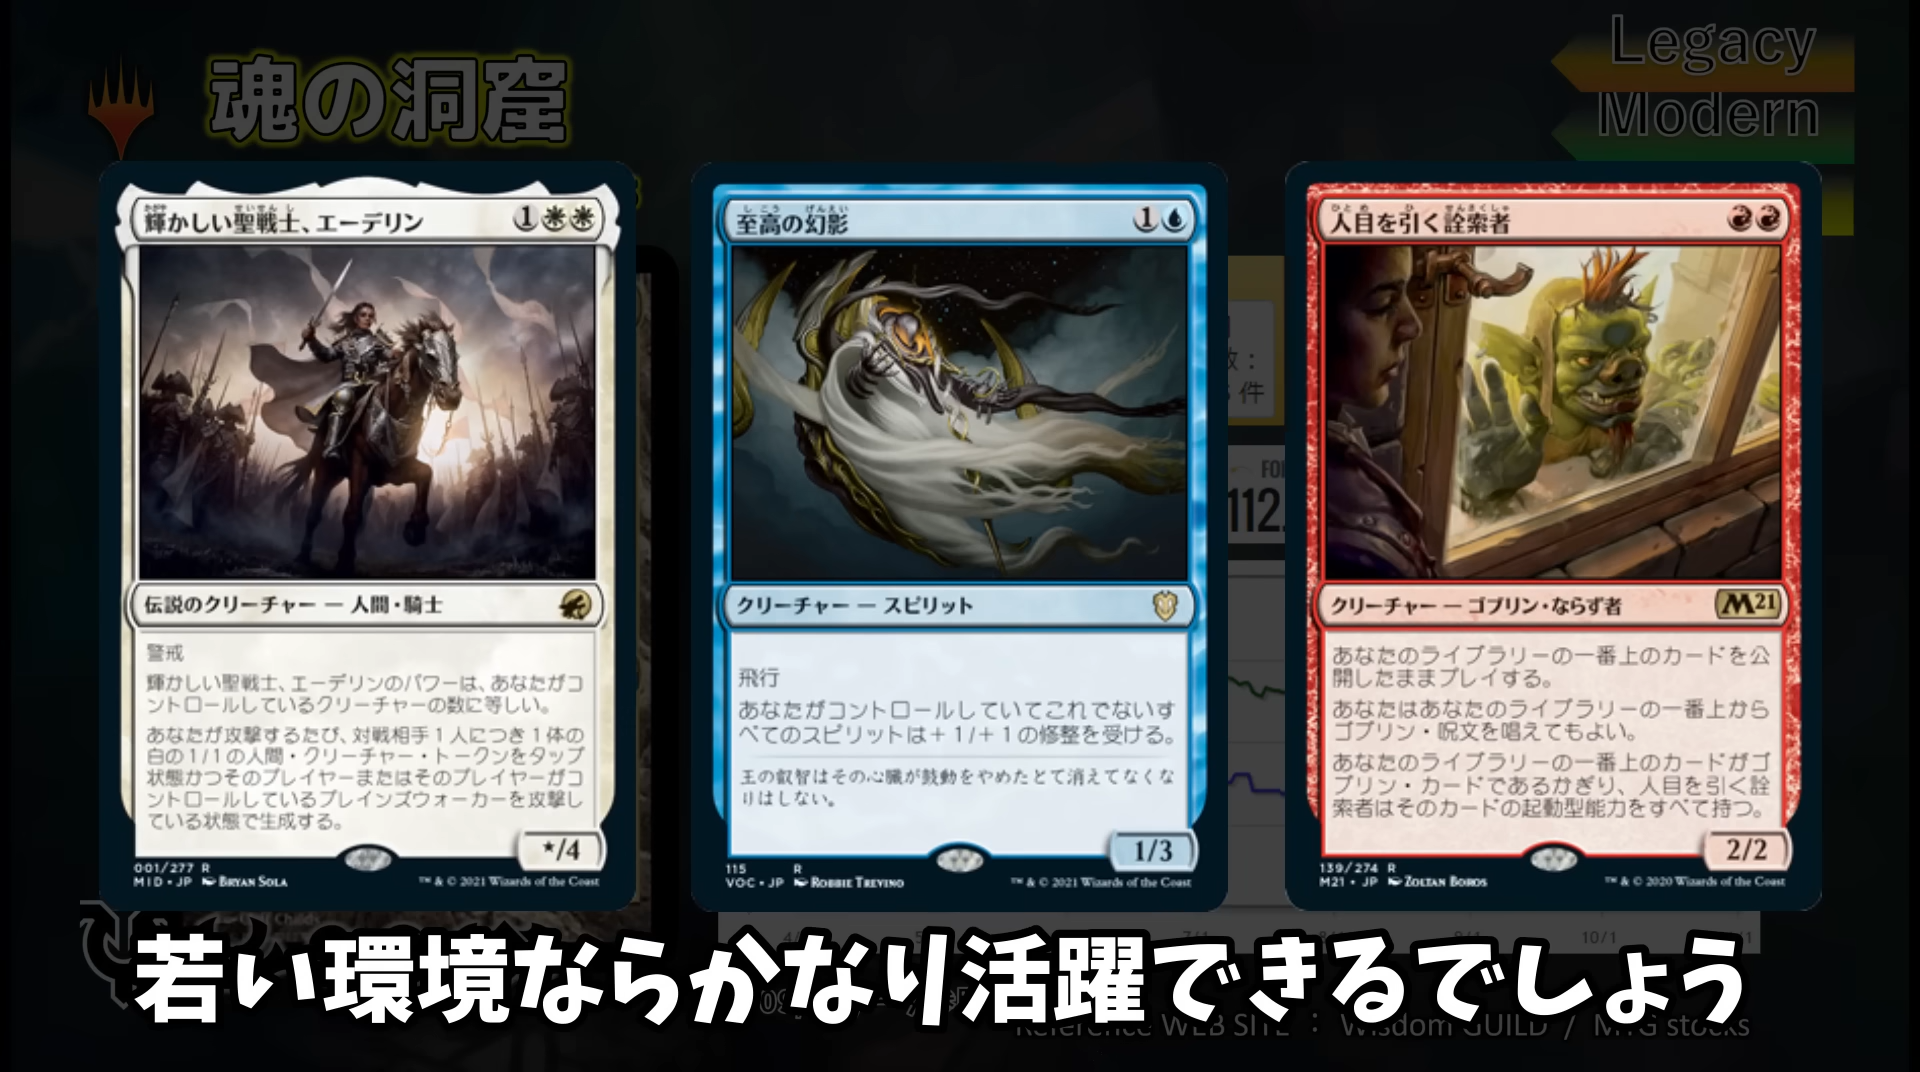 魂の洞窟
Legacy
Modern
輝かしい聖戦士、エーデリン
1
伝説のクリーチャー ― 人間・騎士
警戒
輝かしい聖戦士、エーデリンのパワーは、あなたがコ
ントロールしているクリーチャーの数に等しい。
あなたが攻撃するたび、対戦相手1人につき1体の
白の1/1の人間・クリーチャー・トークンをタップ
状態かつそのプレイヤーまたはそのプレイヤーがコ
ントロールしているプレインズウォーカーを攻撃し
ている状態で生成する。
★/4
001/277 R
MID・JP BRYAN SOLA
™ & © 2021 Wizards of the Coast
至高の幻影
1
クリーチャー ― スピリット
飛行
あなたがコントロールしていてこれでないす
べてのスピリットは+1/+1の修整を受ける。
王の叡智はその心臓が鼓動をやめたとて消えてなくな
りはしない。
1/3
115 R
VOC・JP ROBBIE TREVINO
™ & © 2021 Wizards of the Coast
人目を引く詮索者
クリーチャー ― ゴブリン・ならず者
M21
あなたのライブラリーの一番上のカードを公
開したままプレイする。
あなたはあなたのライブラリーの一番上から
ゴブリン・呪文を唱えてもよい。
あなたのライブラリーの一番上のカードがゴ
ブリン・カードであるかぎり、人目を引く詮
索者はそのカードの起動型能力をすべて持つ。
2/2
139/274 R
M21・JP ZOLTAN BOROS
™ & © 2020 Wizards of the Coast
件
112.
10/1
若い環境ならかなり活躍できるでしょう
Reference WEB SITE : Wisdom GUILD / MTG stocks